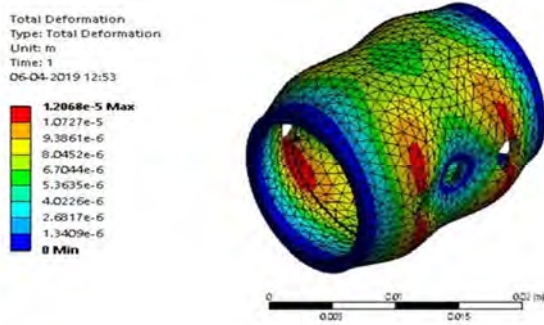 Total Deformation
Type: Total Deformation
Unit: m
Time: 1
06-04-2019 12:53
1.2068e-5 Max
1.0727e-5
9.3861e-6
8.0452e-6
6.7044e-6
5.3635e-6
4.0226e-6
2.6817e-6
1.3409e-6
0 Min
0 0.01 0.02 (m)
0.005 0.015